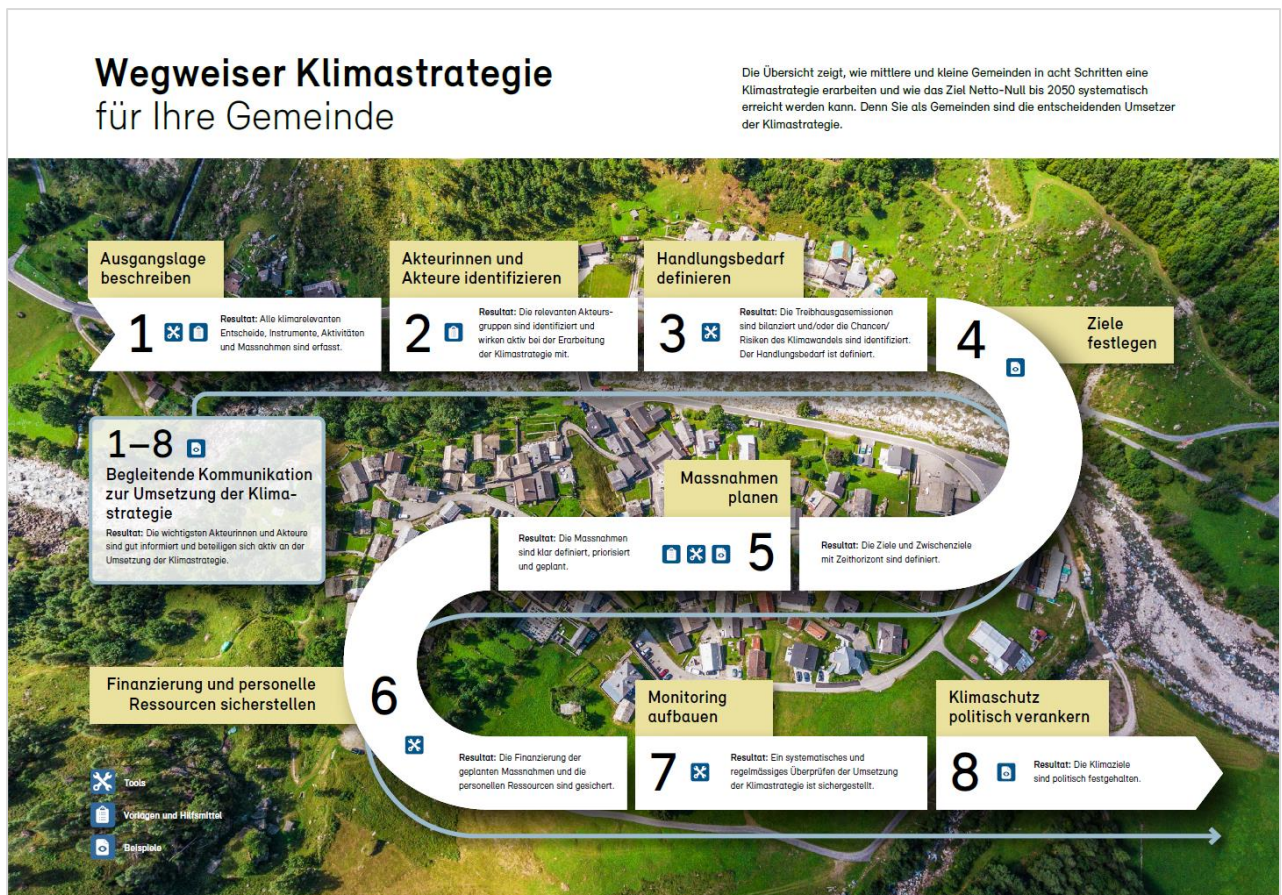 Wegweiser Klimastrategie
für Ihre Gemeinde
Die Übersicht zeigt, wie mittlere und kleine Gemeinden in acht Schritten eine
Klimastrategie erarbeiten und wie das Ziel Netto-Null bis 2050 systematisch
erreicht werden kann. Denn Sie als Gemeinden sind die entscheidenden Umsetzer
der Klimastrategie.
Ausgangslage
beschreiben
1
Resultat: Alle klimarelevanten
Entscheide, Instrumente, Aktivitäten
und Massnahmen sind erfasst.
Akteurinnen und
Akteure identifizieren
2
Resultat: Die relevanten Akteurs-
gruppen sind identifiziert und
wirken aktiv bei der Erarbeitung
der Klimastrategie mit.
Handlungsbedarf
definieren
3
Resultat: Die Treibhausgasemissionen
sind bilanziert und/oder die Chancen/
Risiken des Klimawandels sind identifiziert.
Der Handlungsbedarf ist definiert.
4
Ziele
festlegen
Resultat: Die Ziele und Zwischenziele
mit Zeithorizont sind definiert.
1–8
Begleitende Kommunikation
zur Umsetzung der Klima-
strategie
Resultat: Die wichtigsten Akteurinnen und Akteure
sind gut informiert und beteiligen sich aktiv an der
Umsetzung der Klimastrategie.
Massnahmen
planen
5
Resultat: Die Massnahmen
sind klar definiert, priorisiert
und geplant.
Finanzierung und personelle
Ressourcen sicherstellen
6
Resultat: Die Finanzierung der
geplanten Massnahmen und die
personellen Ressourcen sind gesichert.
Monitoring
aufbauen
7
Resultat: Ein systematisches und
regelmässiges Überprüfen der Umsetzung
der Klimastrategie ist sichergestellt.
Klimaschutz
politisch verankern
8
Resultat: Die Klimaziele
sind politisch festgehalten.
Tools
Vorlagen und Hilfsmittel
Beispiele